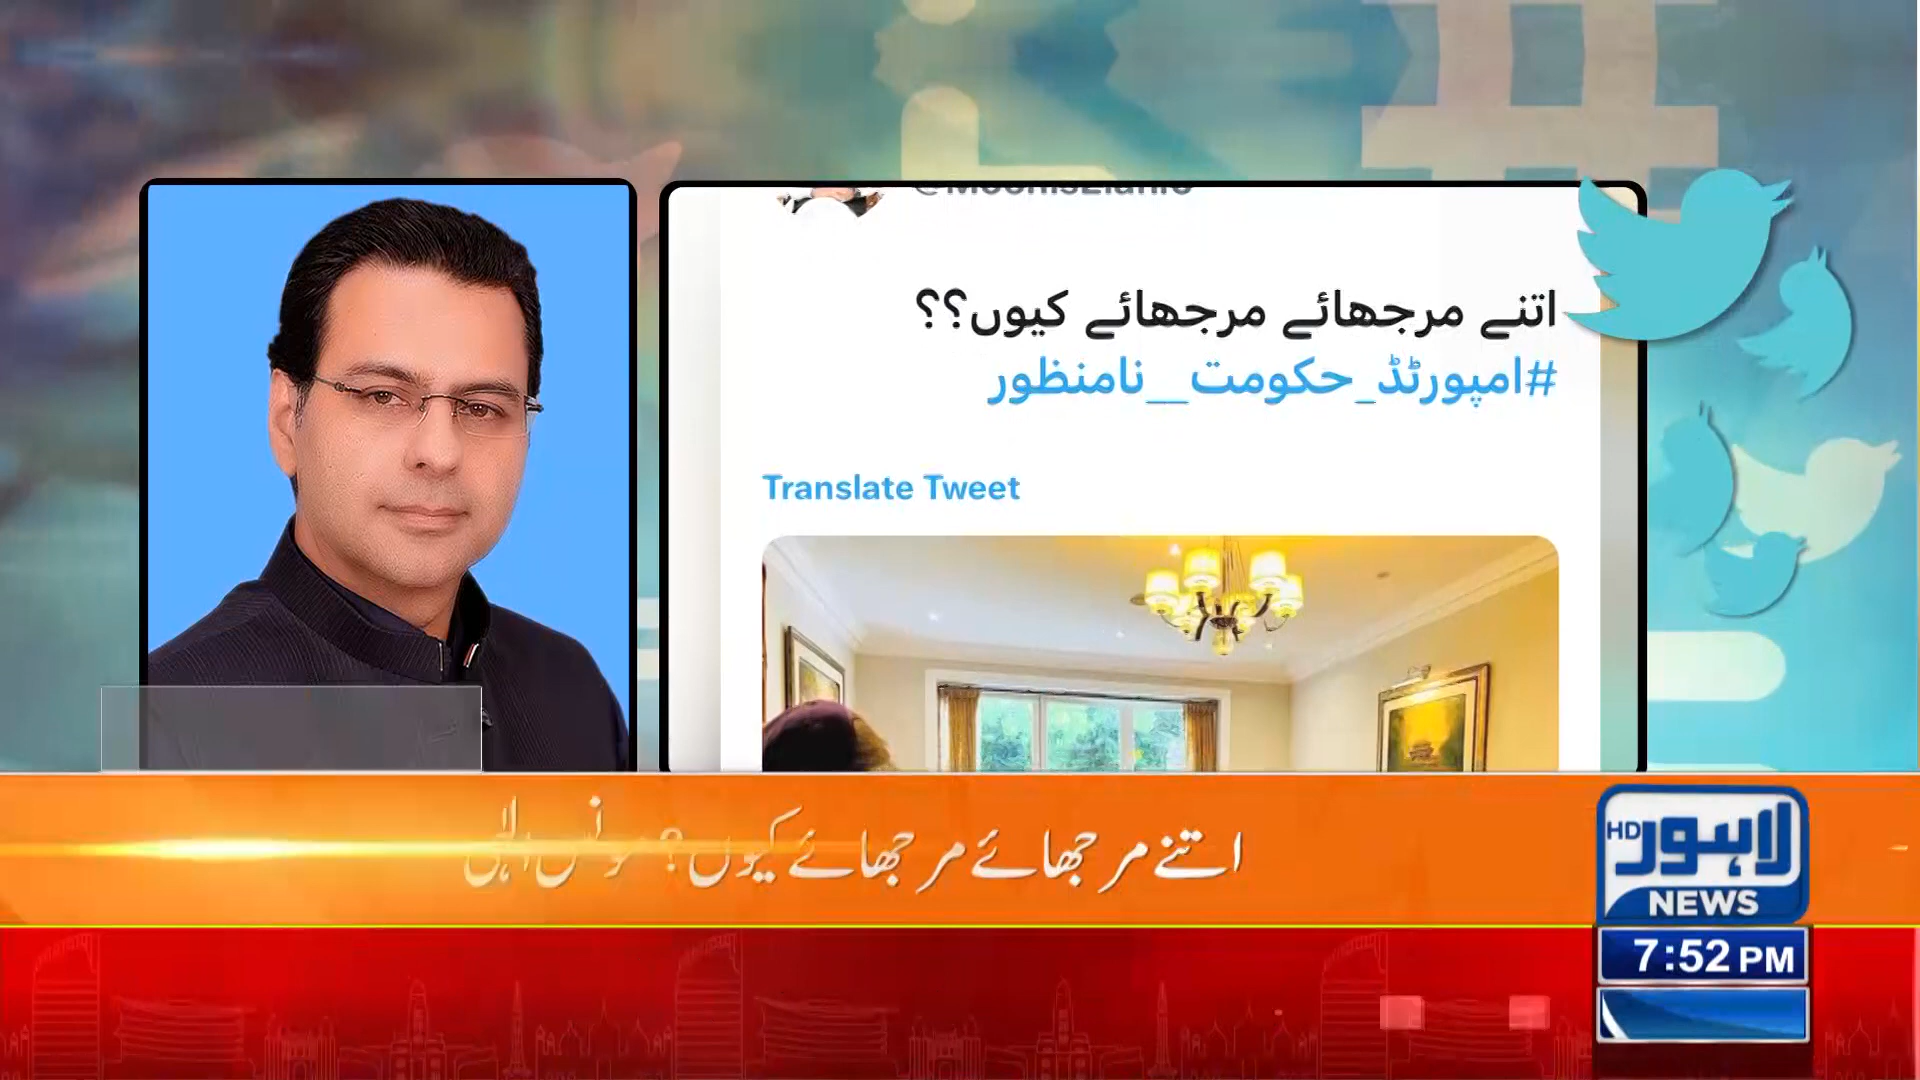 اتنے مرجھائے مرجھائے کیوں؟؟
#امپورٹڈ_حکومت__نامنظور
Translate Tweet
اتنے مرجھائے مرجھائے کیوں؟ مونس الٰہی
لاہور
HD
NEWS
7:52 PM